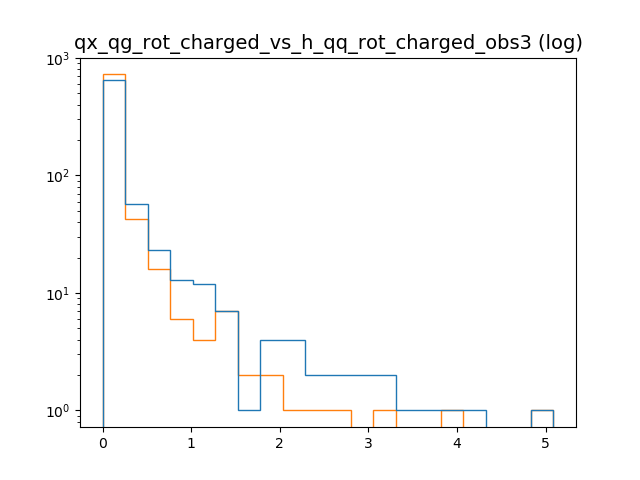 qx_qg_rot_charged_vs_h_qq_rot_charged_obs3 (log)
10³
10²
10¹
10⁰
0 1 2 3 4 5